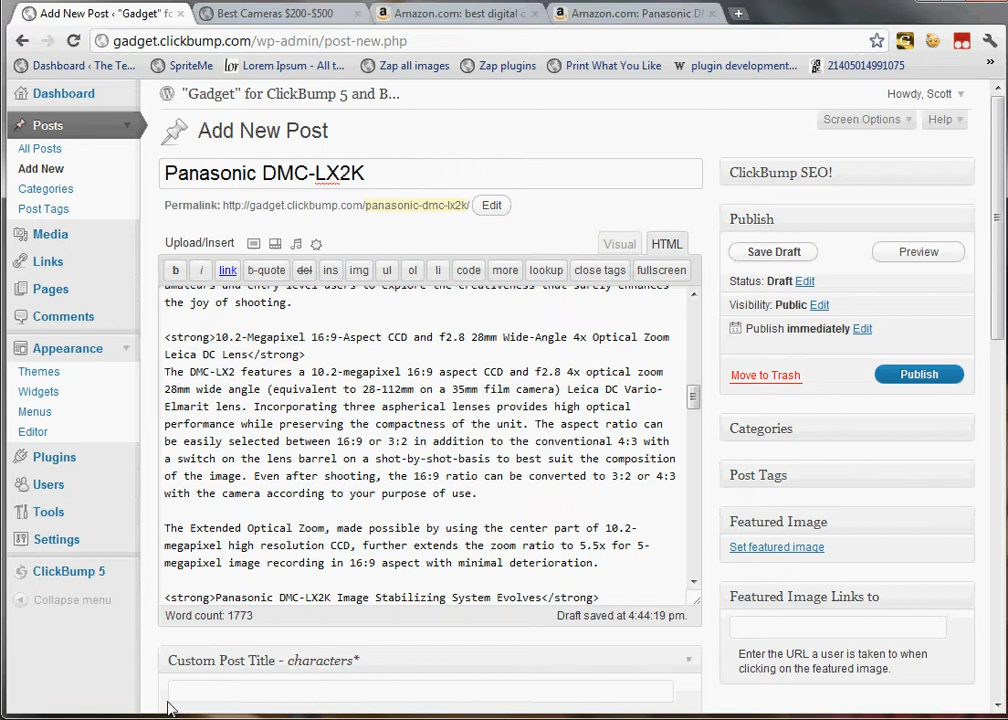 Add New Post ‹ "Gadget" f
Best Cameras $200-$500
Amazon.com: best digital c
Amazon.com: Panasonic D
gadget.clickbump.com/wp-admin/post-new.php
Dashboard ‹ The Te...
SpriteMe
Lorem Ipsum - All t...
Zap all images
Zap plugins
Print What You Like
plugin development...
21405014991075
"Gadget" for ClickBump 5 and B...
Howdy, Scott
Screen Options
Help
Dashboard
Posts
All Posts
Add New
Categories
Post Tags
Media
Links
Pages
Comments
Appearance
Themes
Widgets
Menus
Editor
Plugins
Users
Tools
Settings
ClickBump 5
Collapse menu
Add New Post
Panasonic DMC-LX2K
Permalink: http://gadget.clickbump.com/panasonic-dmc-lx2k/ Edit
Upload/Insert
Visual
HTML
b i link b-quote del ins img ul ol li code more lookup close tags fullscreen
amateurs and entry level users to explore the creativeness that surely enhances
the joy of shooting.
<strong>10.2-Megapixel 16:9-Aspect CCD and f2.8 28mm Wide-Angle 4x Optical Zoom
Leica DC Lens</strong>
The DMC-LX2 features a 10.2-megapixel 16:9 aspect CCD and f2.8 4x optical zoom
28mm wide angle (equivalent to 28-112mm on a 35mm film camera) Leica DC Vario-
Elmarit lens. Incorporating three aspherical lenses provides high optical
performance while preserving the compactness of the unit. The aspect ratio can
be easily selected between 16:9 or 3:2 in addition to the conventional 4:3 with
a switch on the lens barrel on a shot-by-shot-basis to best suit the composition
of the image. Even after shooting, the 16:9 ratio can be converted to 3:2 or 4:3
with the camera according to your purpose of use.
The Extended Optical Zoom, made possible by using the center part of 10.2-
megapixel high resolution CCD, further extends the zoom ratio to 5.5x for 5-
megapixel image recording in 16:9 aspect with minimal deterioration.
<strong>Panasonic DMC-LX2K Image Stabilizing System Evolves</strong>
Word count: 1773
Draft saved at 4:44:19 pm.
Custom Post Title - characters*
ClickBump SEO!
Publish
Save Draft
Preview
Status: Draft Edit
Visibility: Public Edit
Publish immediately Edit
Move to Trash
Publish
Categories
Post Tags
Featured Image
Set featured image
Featured Image Links to
Enter the URL a user is taken to when
clicking on the featured image.